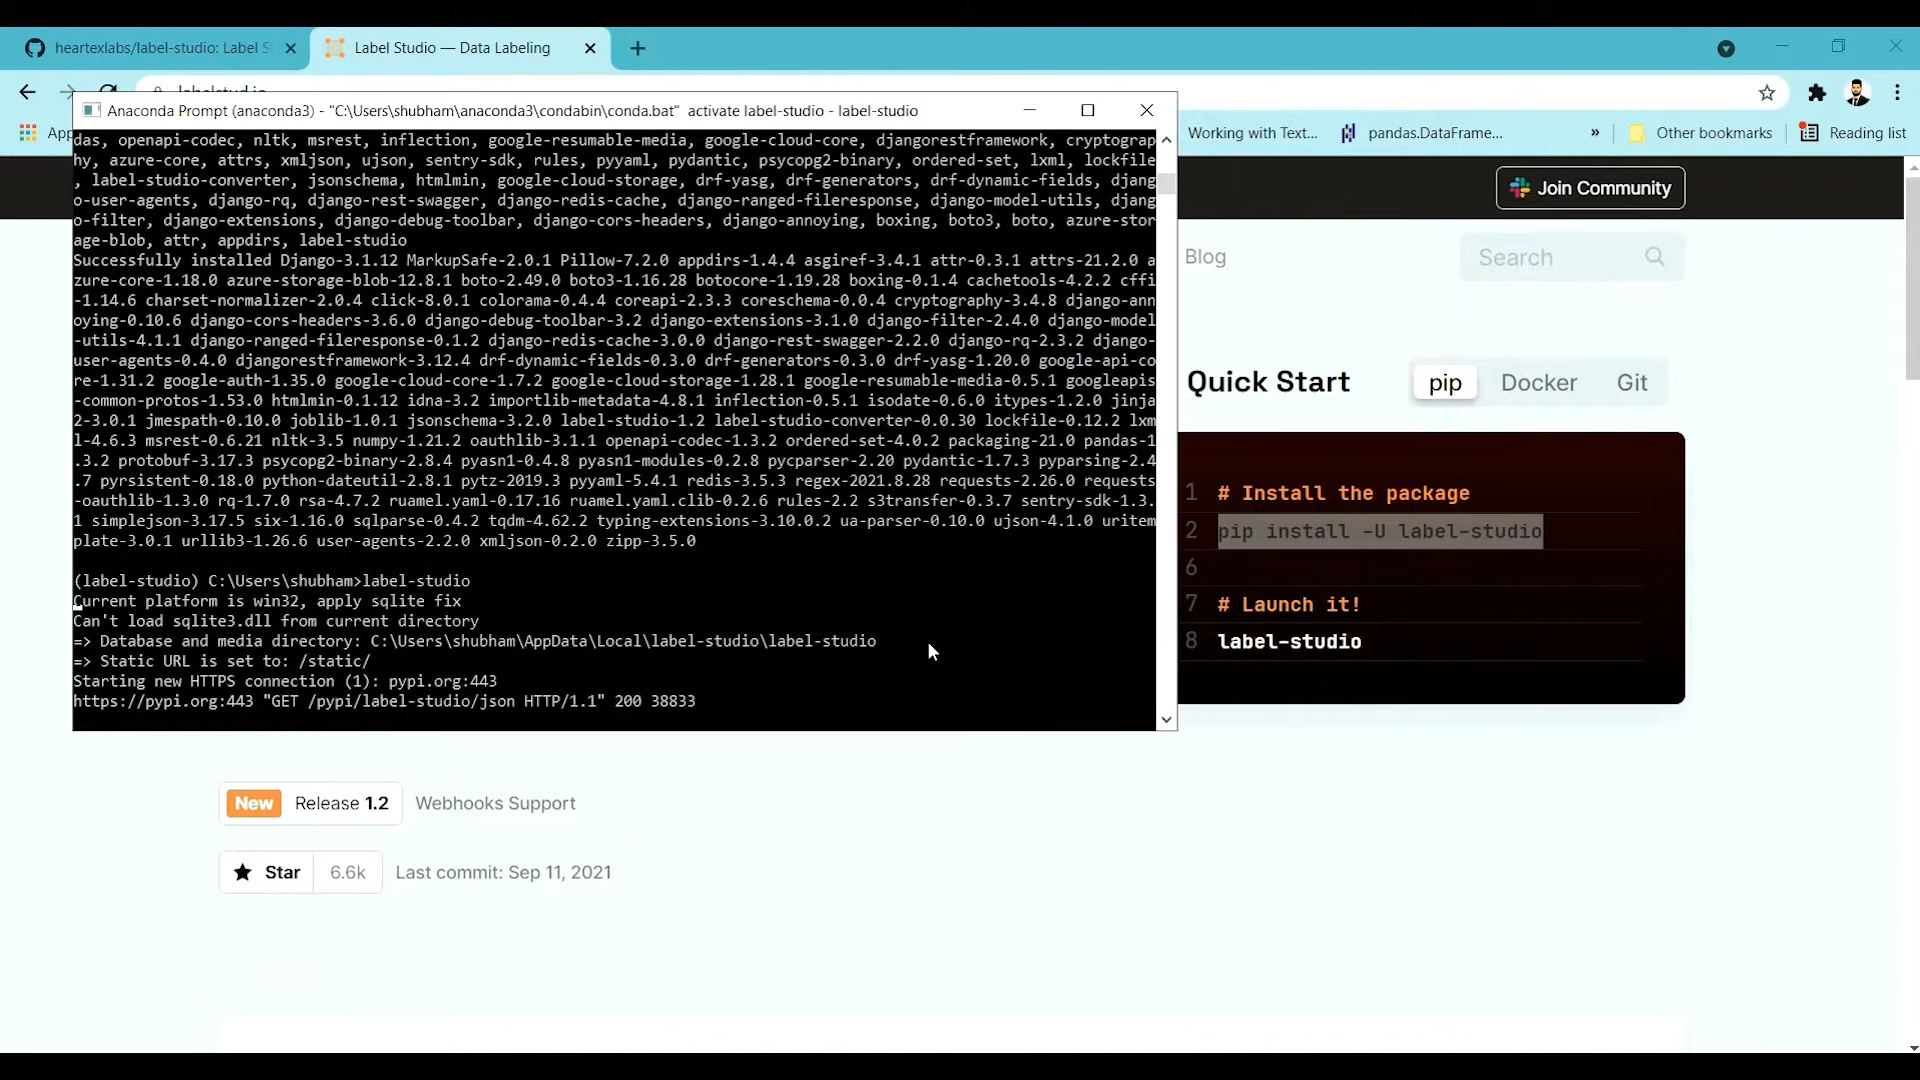 heartexlabs/label-studio: Label S
Label Studio — Data Labeling
Anaconda Prompt (anaconda3) - "C:\Users\shubham\anaconda3\condabin\conda.bat"  activate label-studio - label-studio
App
Working with Text...
pandas.DataFrame...
»
Other bookmarks
Reading list
das, openapi-codec, nltk, msrest, inflection, google-resumable-media, google-cloud-core, djangorestframework, cryptograp
hy, azure-core, attrs, xmljson, ujson, sentry-sdk, rules, pyyaml, pydantic, psycopg2-binary, ordered-set, lxml, lockfile
, label-studio-converter, jsonschema, htmlmin, google-cloud-storage, drf-yasg, drf-generators, drf-dynamic-fields, djang
o-user-agents, django-rq, django-rest-swagger, django-redis-cache, django-ranged-fileresponse, django-model-utils, djang
o-filter, django-extensions, django-debug-toolbar, django-cors-headers, django-annoying, boxing, boto3, boto, azure-stor
age-blob, attr, appdirs, label-studio
Successfully installed Django-3.1.12 MarkupSafe-2.0.1 Pillow-7.2.0 appdirs-1.4.4 asgiref-3.4.1 attr-0.3.1 attrs-21.2.0 a
zure-core-1.18.0 azure-storage-blob-12.8.1 boto-2.49.0 boto3-1.16.28 botocore-1.19.28 boxing-0.1.4 cachetools-4.2.2 cffi
-1.14.6 charset-normalizer-2.0.4 click-8.0.1 colorama-0.4.4 coreapi-2.3.3 coreschema-0.0.4 cryptography-3.4.8 django-ann
oying-0.10.6 django-cors-headers-3.6.0 django-debug-toolbar-3.2 django-extensions-3.1.0 django-filter-2.4.0 django-model
-utils-4.1.1 django-ranged-fileresponse-0.1.2 django-redis-cache-3.0.0 django-rest-swagger-2.2.0 django-rq-2.3.2 django-
user-agents-0.4.0 djangorestframework-3.12.4 drf-dynamic-fields-0.3.0 drf-generators-0.3.0 drf-yasg-1.20.0 google-api-co
re-1.31.2 google-auth-1.35.0 google-cloud-core-1.7.2 google-cloud-storage-1.28.1 google-resumable-media-0.5.1 googleapis
-common-protos-1.53.0 htmlmin-0.1.12 idna-3.2 importlib-metadata-4.8.1 inflection-0.5.1 isodate-0.6.0 itypes-1.2.0 jinja
2-3.0.1 jmespath-0.10.0 joblib-1.0.1 jsonschema-3.2.0 label-studio-1.2 label-studio-converter-0.0.30 lockfile-0.12.2 lxm
l-4.6.3 msrest-0.6.21 nltk-3.5 numpy-1.21.2 oauthlib-3.1.1 openapi-codec-1.3.2 ordered-set-4.0.2 packaging-21.0 pandas-1
.3.2 protobuf-3.17.3 psycopg2-binary-2.8.4 pyasn1-0.4.8 pyasn1-modules-0.2.8 pycparser-2.20 pydantic-1.7.3 pyparsing-2.4
.7 pyrsistent-0.18.0 python-dateutil-2.8.1 pytz-2019.3 pyyaml-5.4.1 redis-3.5.3 regex-2021.8.28 requests-2.26.0 requests
-oauthlib-1.3.0 rq-1.7.0 rsa-4.7.2 ruamel.yaml-0.17.16 ruamel.yaml.clib-0.2.6 rules-2.2 s3transfer-0.3.7 sentry-sdk-1.3.
1 simplejson-3.17.5 six-1.16.0 sqlparse-0.4.2 tqdm-4.62.2 typing-extensions-3.10.0.2 ua-parser-0.10.0 ujson-4.1.0 uritem
plate-3.0.1 urllib3-1.26.6 user-agents-2.2.0 xmljson-0.2.0 zipp-3.5.0
(label-studio) C:\Users\shubham>label-studio
Current platform is win32, apply sqlite fix
Can't load sqlite3.dll from current directory
=> Database and media directory: C:\Users\shubham\AppData\Local\label-studio\label-studio
=> Static URL is set to: /static/
Starting new HTTPS connection (1): pypi.org:443
https://pypi.org:443 "GET /pypi/label-studio/json HTTP/1.1" 200 38833
Join Community
Blog
Search
Quick Start
pip Docker Git
1 # Install the package
2 pip install -U label-studio
6
7 # Launch it!
8 label-studio
New Release 1.2 Webhooks Support
Star 6.6k Last commit: Sep 11, 2021